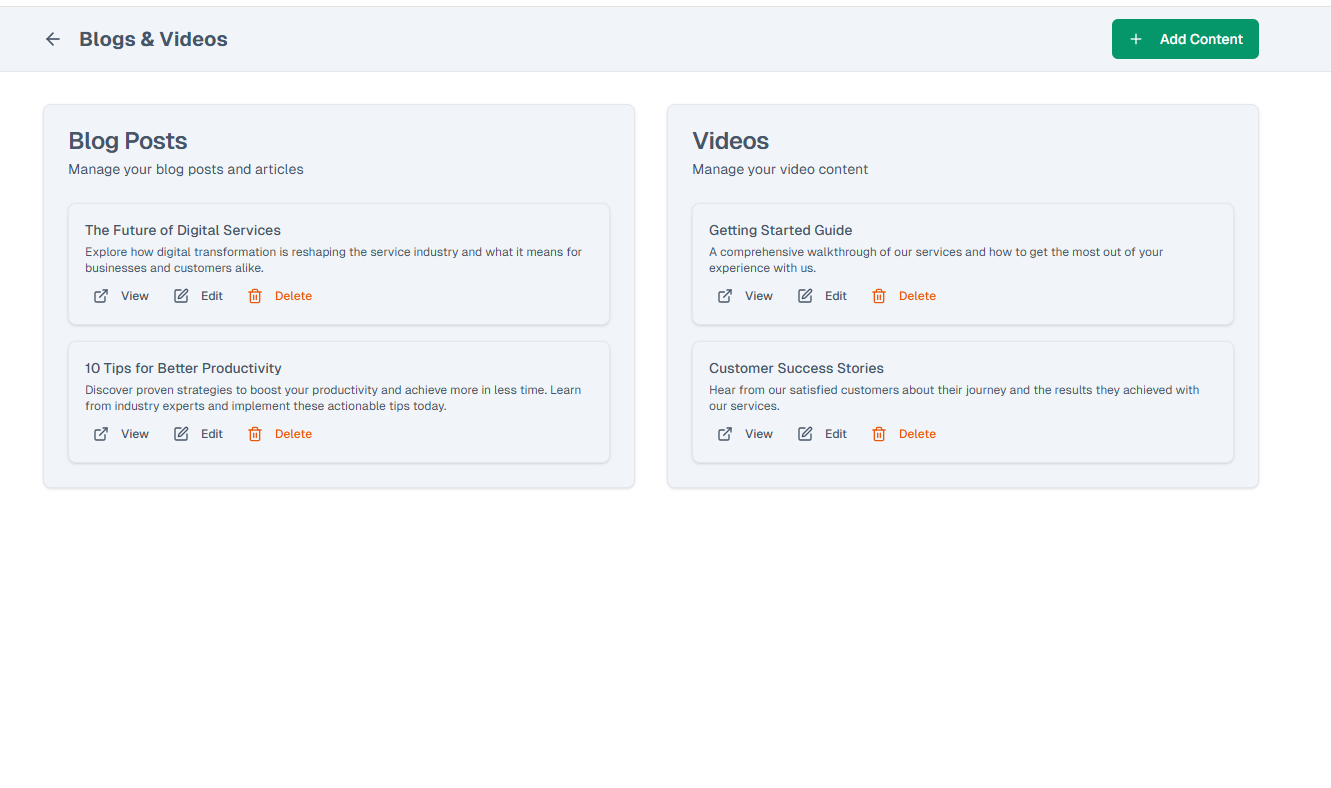 Blogs & Videos
Add Content
Blog Posts
Manage your blog posts and articles
The Future of Digital Services
Explore how digital transformation is reshaping the service industry and what it means for
businesses and customers alike.
View Edit Delete
10 Tips for Better Productivity
Discover proven strategies to boost your productivity and achieve more in less time. Learn
from industry experts and implement these actionable tips today.
View Edit Delete
Videos
Manage your video content
Getting Started Guide
A comprehensive walkthrough of our services and how to get the most out of your
experience with us.
View Edit Delete
Customer Success Stories
Hear from our satisfied customers about their journey and the results they achieved with
our services.
View Edit Delete